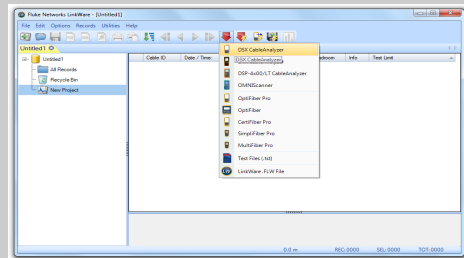 Fluke Networks LinkWare - [Untitled1]
File Edit Options Records Utilities Help
Untitled1
Cable ID Date / Time: Headroom Info Test Limit
Untitled1
All Records
Recycle Bin
New Project
DSX CableAnalyzer
DSX CableAnalyzer
DSP-4x00/LT CableAnalyzer
OMNIScanner
OptiFiber Pro
OptiFiber
CertiFiber Pro
SimpliFiber Pro
MultiFiber Pro
Test Files (.tst)
LinkWare .FLW File
0.0 m REC:0000 SEL:0000 TOT:0000